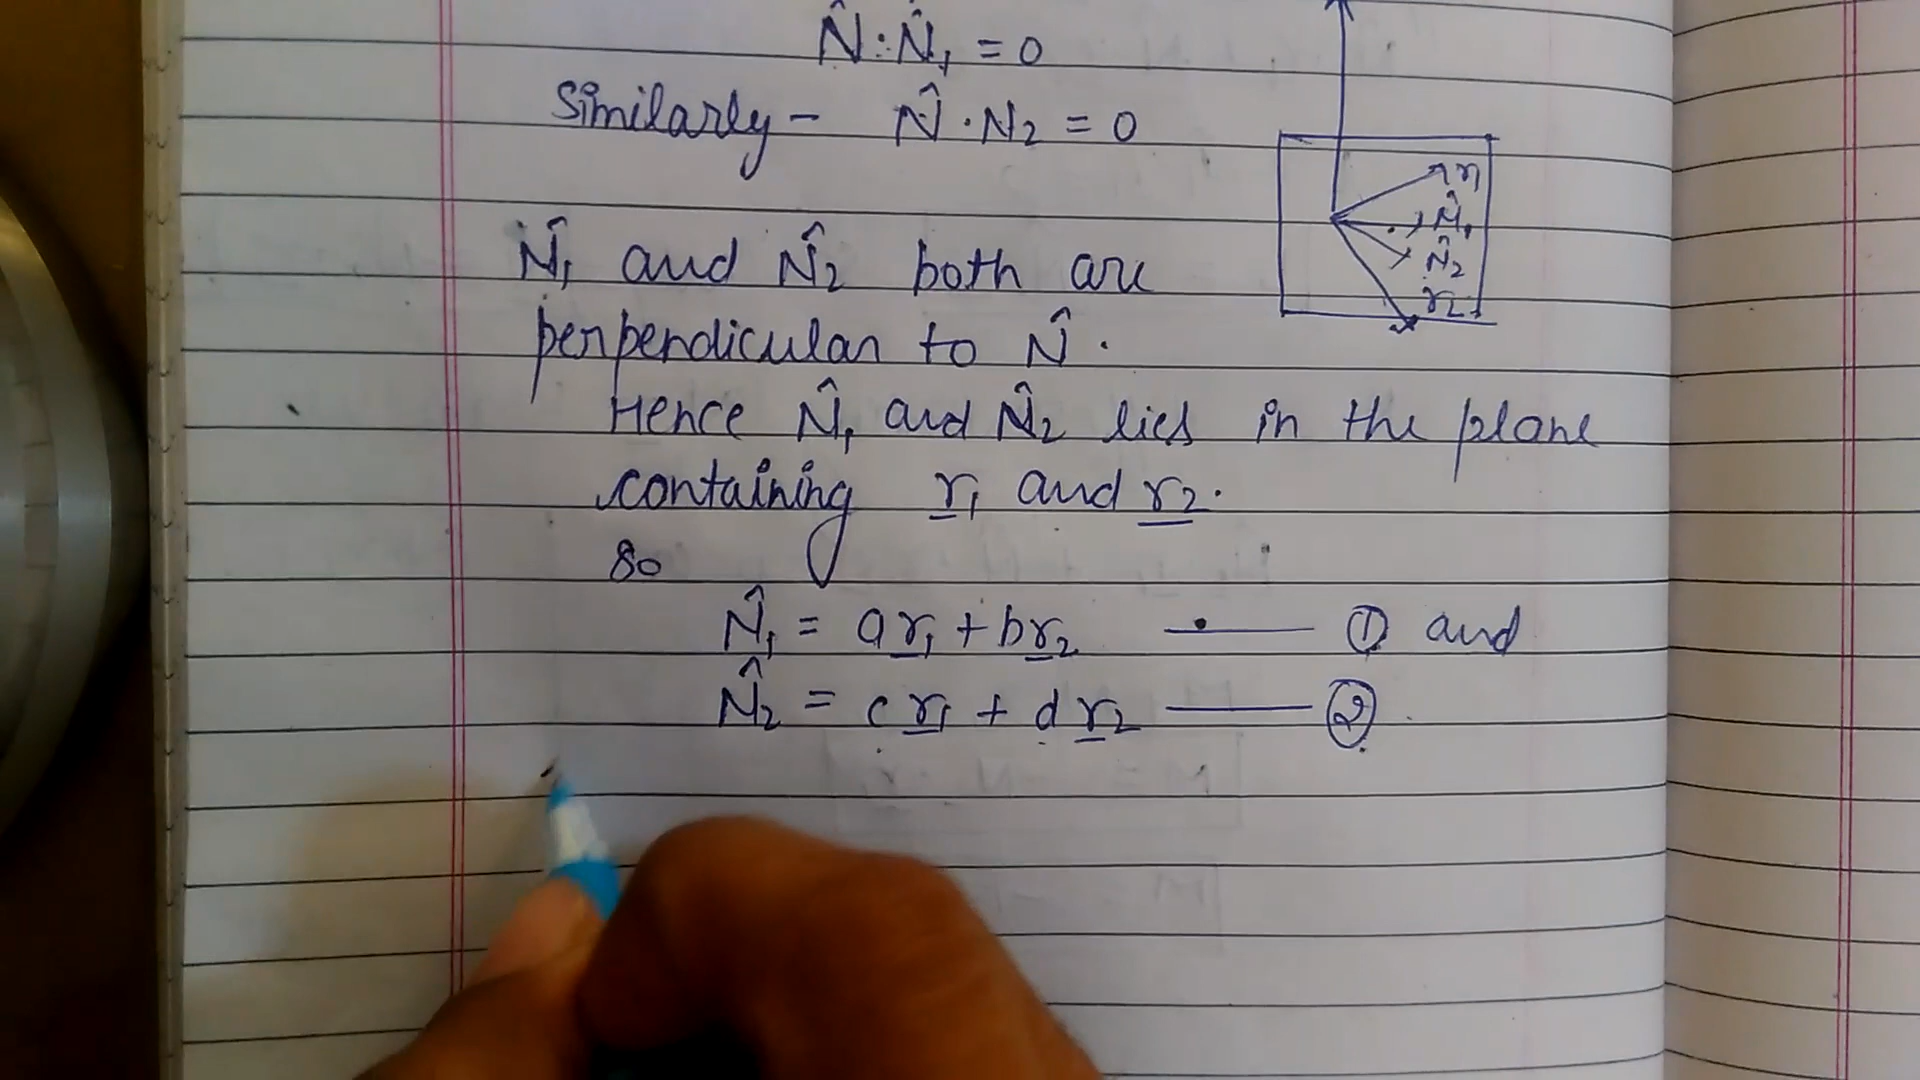 N̂·N̂₁ = 0
Similarly - N̂·N₂ = 0
r₁
N̂₁
N̂₂
r₂
N̂₁ and N̂₂ both are
perpendicular to N̂.
Hence N̂₁ and N̂₂ lies in the plane
containing r₁ and r₂.
So
N̂₁ = ar₁ + br₂ —— ① and
N̂₂ = cr₁ + dr₂ —— ②